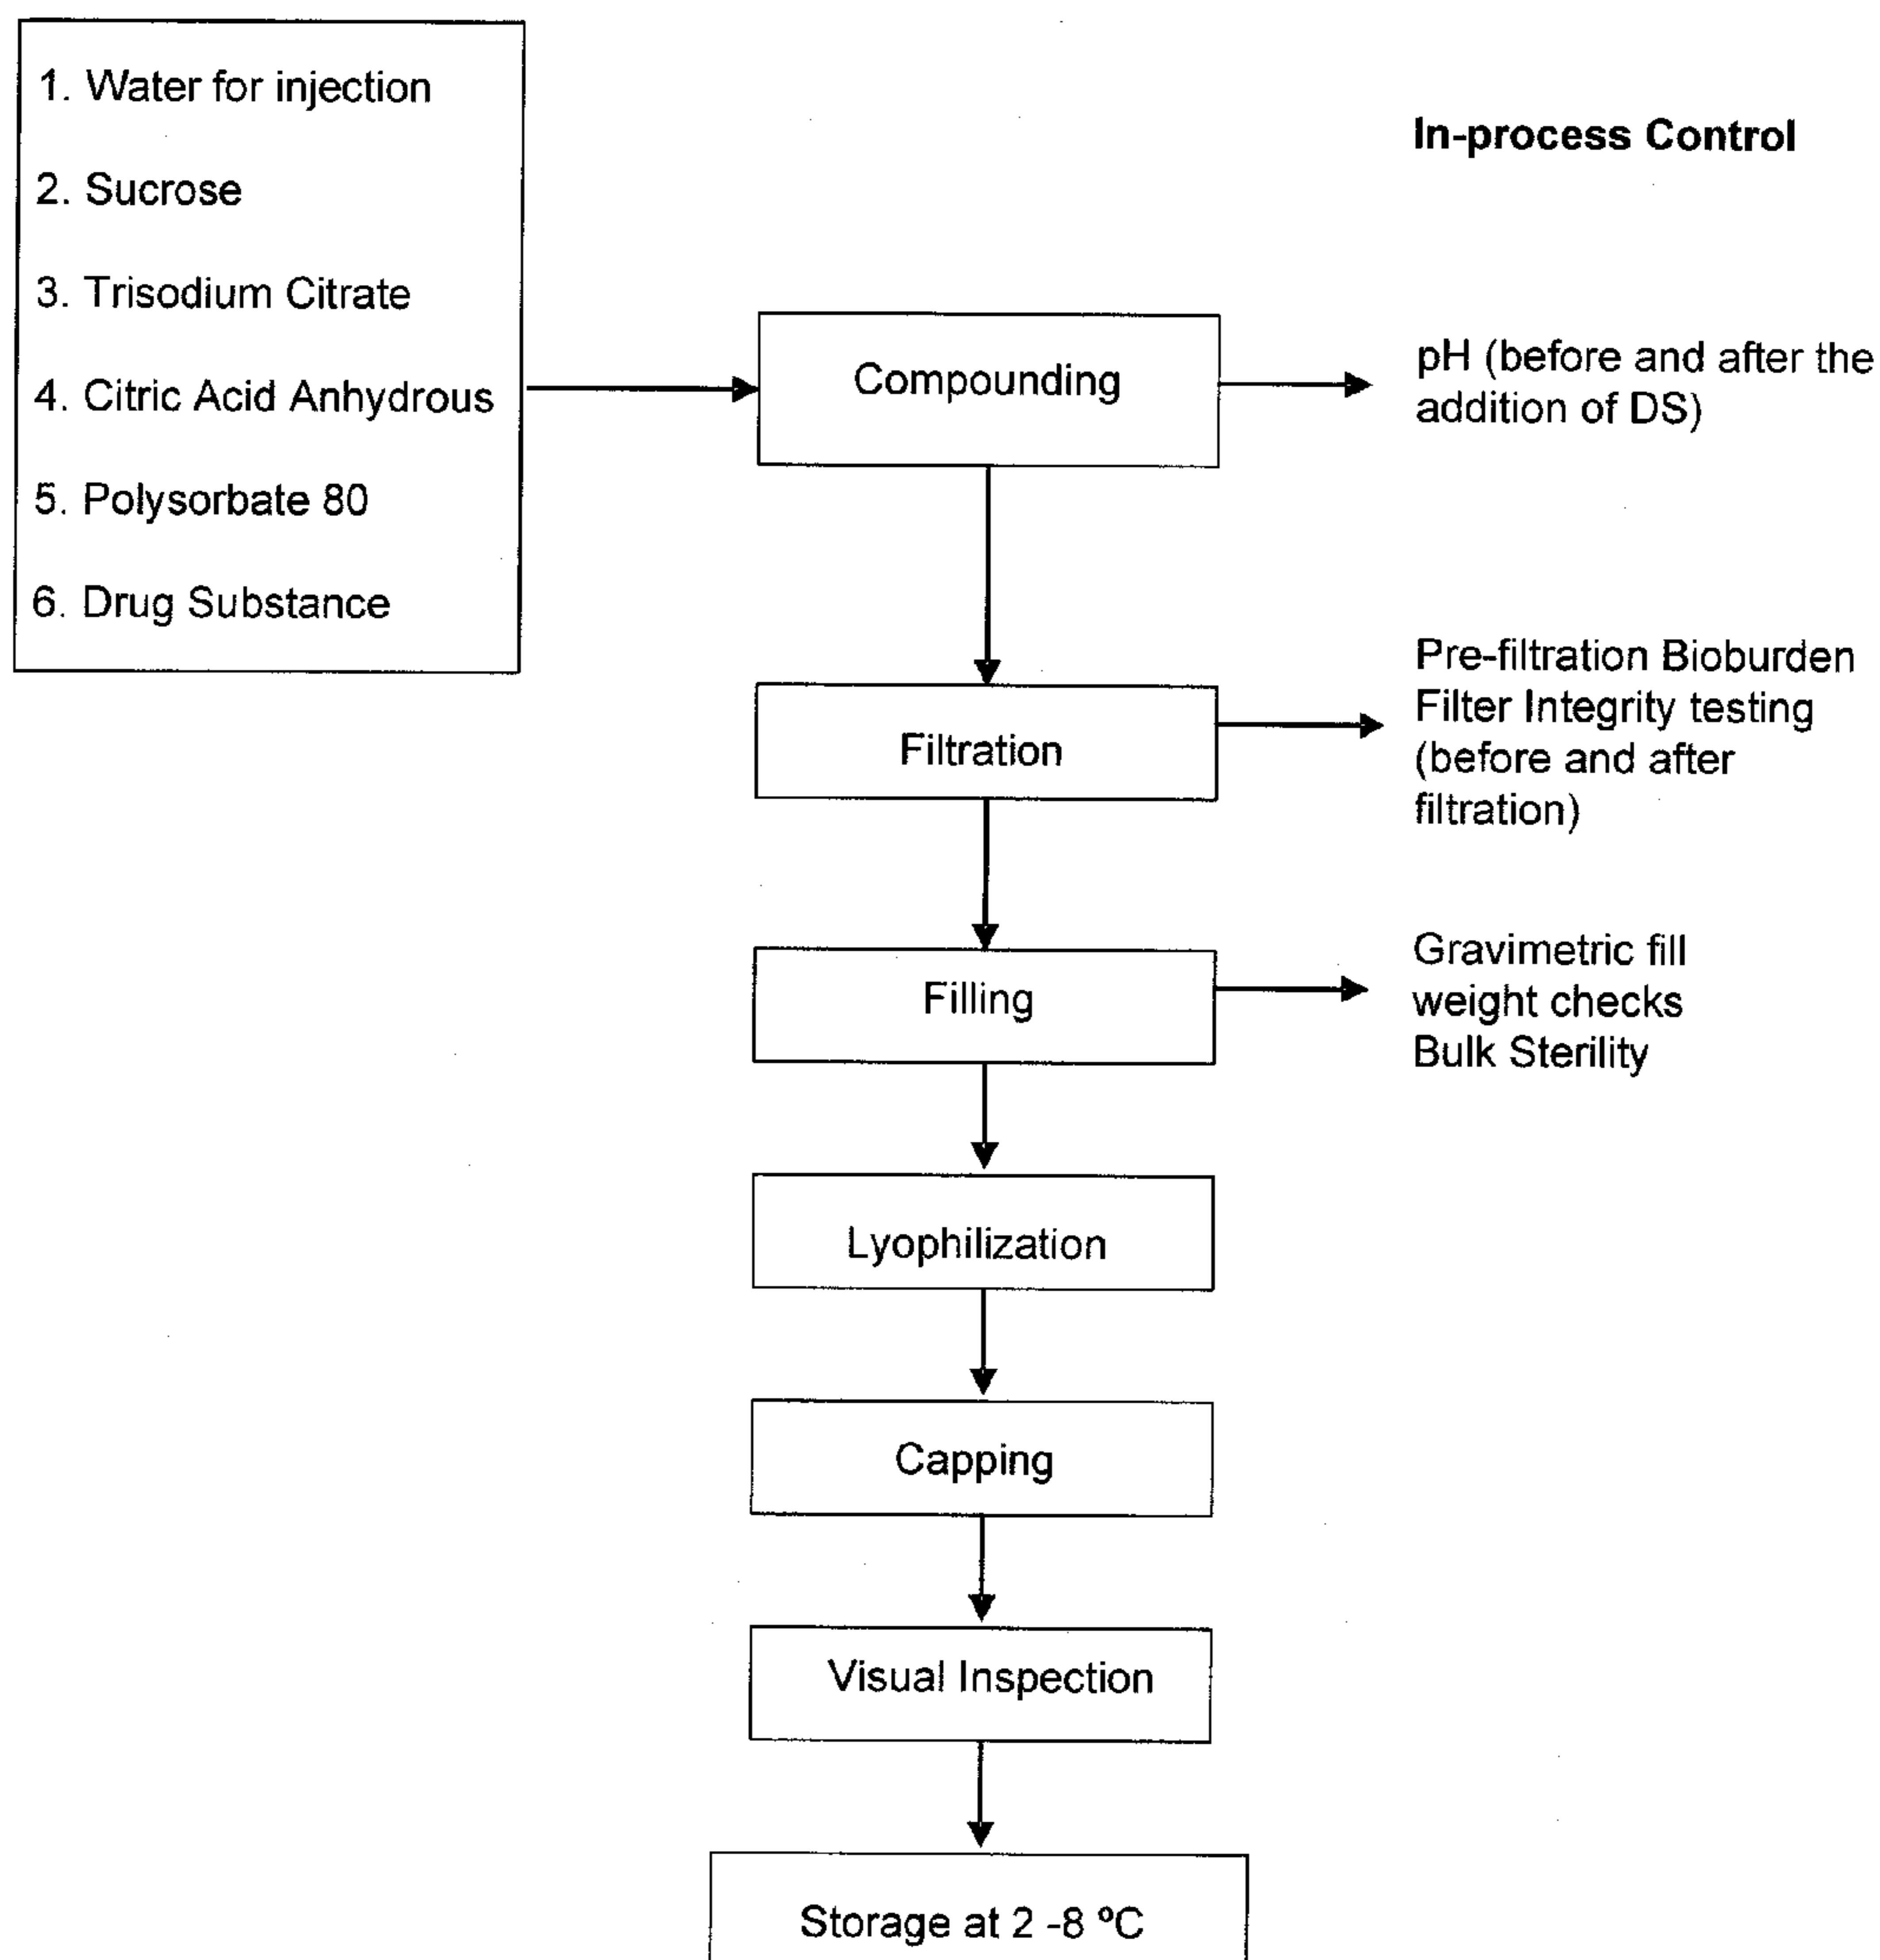 1. Water for injection
2. Sucrose
3. Trisodium Citrate
4. Citric Acid Anhydrous
5. Polysorbate 80
6. Drug Substance
In-process Control
Compounding
pH (before and after the
addition of DS)
Filtration
Pre-filtration Bioburden
Filter Integrity testing
(before and after
filtration)
Filling
Gravimetric fill
weight checks
Bulk Sterility
Lyophilization
Capping
Visual Inspection
Storage at 2 -8 ºC